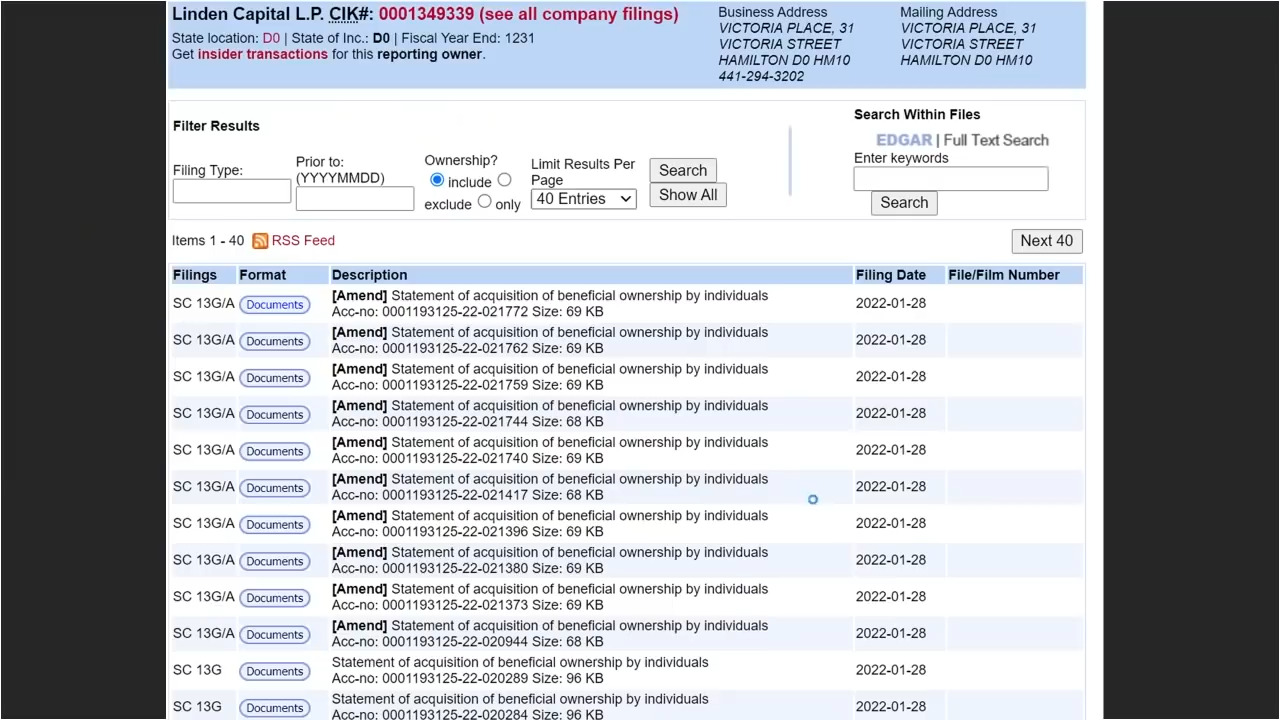 Linden Capital L.P. CIK#: 0001349339 (see all company filings)
State location: D0 | State of Inc.: D0 | Fiscal Year End: 1231
Get insider transactions for this reporting owner.
Business Address
VICTORIA PLACE, 31
VICTORIA STREET
HAMILTON D0 HM10
441-294-3202
Mailing Address
VICTORIA PLACE, 31
VICTORIA STREET
HAMILTON D0 HM10
Filter Results
Filing Type:
Prior to:
(YYYYMMDD)
Ownership?
include
exclude only
Limit Results Per
Page
40 Entries
Search
Show All
Search Within Files
EDGAR | Full Text Search
Enter keywords
Search
Items 1 - 40 RSS Feed
Next 40
Filings Format Description Filing Date File/Film Number
SC 13G/A Documents [Amend] Statement of acquisition of beneficial ownership by individuals 2022-01-28
Acc-no: 0001193125-22-021772 Size: 69 KB
SC 13G/A Documents [Amend] Statement of acquisition of beneficial ownership by individuals 2022-01-28
Acc-no: 0001193125-22-021762 Size: 69 KB
SC 13G/A Documents [Amend] Statement of acquisition of beneficial ownership by individuals 2022-01-28
Acc-no: 0001193125-22-021759 Size: 69 KB
SC 13G/A Documents [Amend] Statement of acquisition of beneficial ownership by individuals 2022-01-28
Acc-no: 0001193125-22-021744 Size: 68 KB
SC 13G/A Documents [Amend] Statement of acquisition of beneficial ownership by individuals 2022-01-28
Acc-no: 0001193125-22-021740 Size: 69 KB
SC 13G/A Documents [Amend] Statement of acquisition of beneficial ownership by individuals 2022-01-28
Acc-no: 0001193125-22-021417 Size: 68 KB
SC 13G/A Documents [Amend] Statement of acquisition of beneficial ownership by individuals 2022-01-28
Acc-no: 0001193125-22-021396 Size: 69 KB
SC 13G/A Documents [Amend] Statement of acquisition of beneficial ownership by individuals 2022-01-28
Acc-no: 0001193125-22-021380 Size: 69 KB
SC 13G/A Documents [Amend] Statement of acquisition of beneficial ownership by individuals 2022-01-28
Acc-no: 0001193125-22-021373 Size: 69 KB
SC 13G/A Documents [Amend] Statement of acquisition of beneficial ownership by individuals 2022-01-28
Acc-no: 0001193125-22-020944 Size: 68 KB
SC 13G Documents Statement of acquisition of beneficial ownership by individuals 2022-01-28
Acc-no: 0001193125-22-020289 Size: 96 KB
SC 13G Documents Statement of acquisition of beneficial ownership by individuals 2022-01-28
Acc-no: 0001193125-22-020284 Size: 96 KB